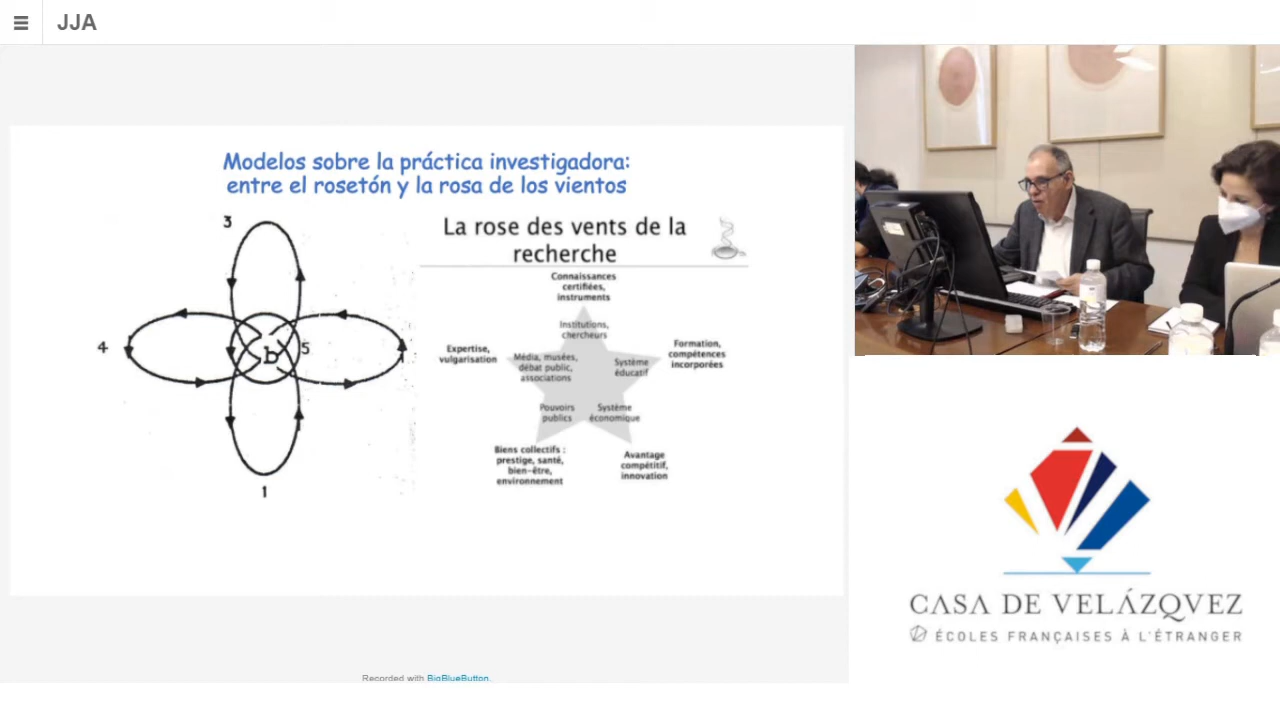 JJA
Modelos sobre la práctica investigadora:
entre el rosetón y la rosa de los vientos
3
4
b
5
1
La rose des vents de la
recherche
Connaissances
certifiées,
instruments
Institutions,
chercheurs
Expertise,
vulgarisation
Média, musées,
débat public,
associations
Système
éducatif
Formation,
compétences
incorporées
Pouvoirs
publics
Système
économique
Biens collectifs :
prestige, santé,
bien-être,
environnement
Avantage
compétitif,
innovation
CASA DE VELÁZQVEZ
ÉCOLES FRANÇAISES À L'ÉTRANGER
Recorded with BigBlueButton.